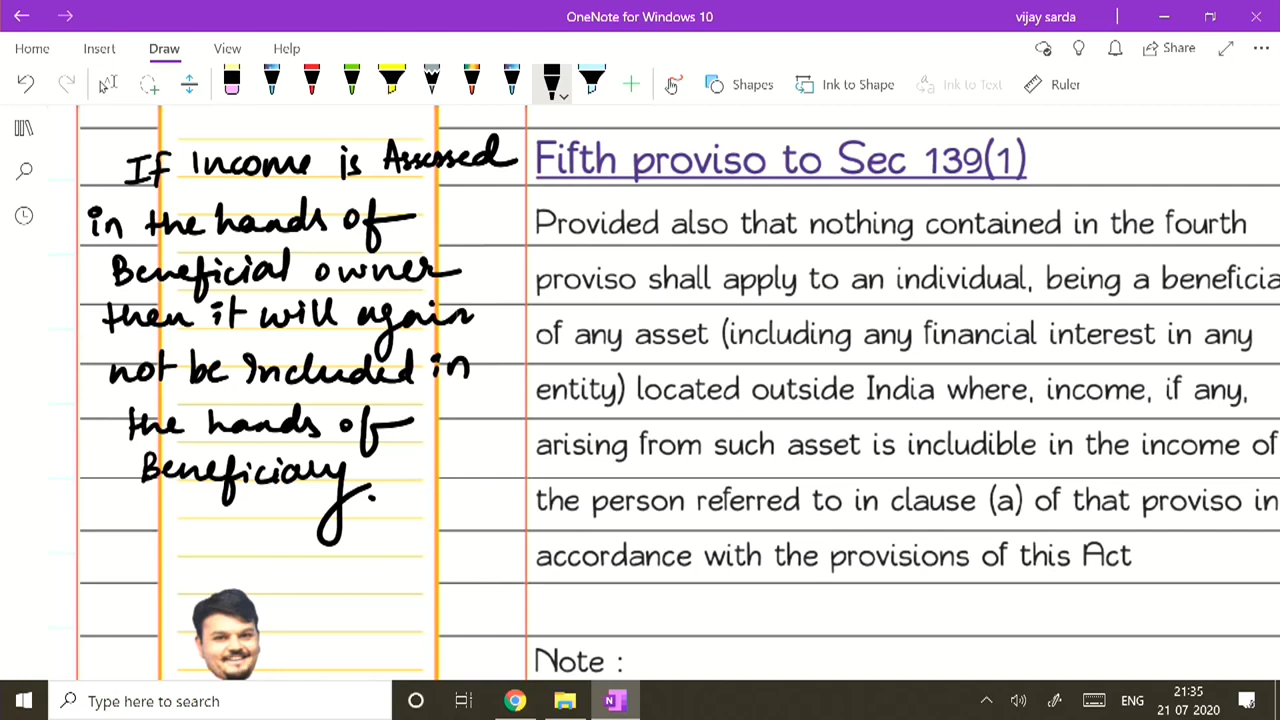 OneNote for Windows 10
vijay sarda
Home Insert Draw View Help
Share
Shapes Ink to Shape Ink to Text Ruler
If Income is Assessed
in the hands of
Beneficial owner
then it will again
not be Included in
the hands of
Beneficiary.
Fifth proviso to Sec 139(1)
Provided also that nothing contained in the fourth
proviso shall apply to an individual, being a beneficia
of any asset (including any financial interest in any
entity) located outside India where, income, if any,
arising from such asset is includible in the income of
the person referred to in clause (a) of that proviso in
accordance with the provisions of this Act
Note :
Type here to search
ENG
21:35
21 07 2020